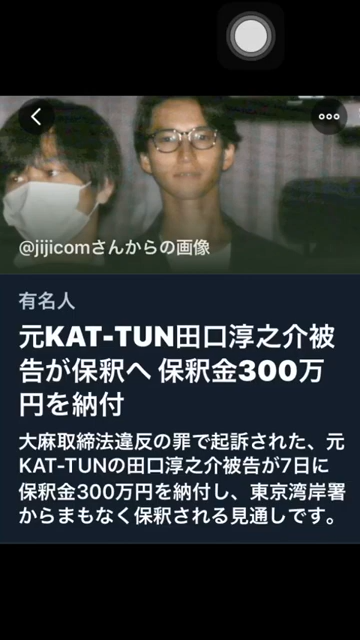 @jijicomさんからの画像
有名人
元KAT-TUN田口淳之介被
告が保釈へ 保釈金300万
円を納付
大麻取締法違反の罪で起訴された、元
KAT-TUNの田口淳之介被告が7日に
保釈金300万円を納付し、東京湾岸署
からまもなく保釈される見通しです。